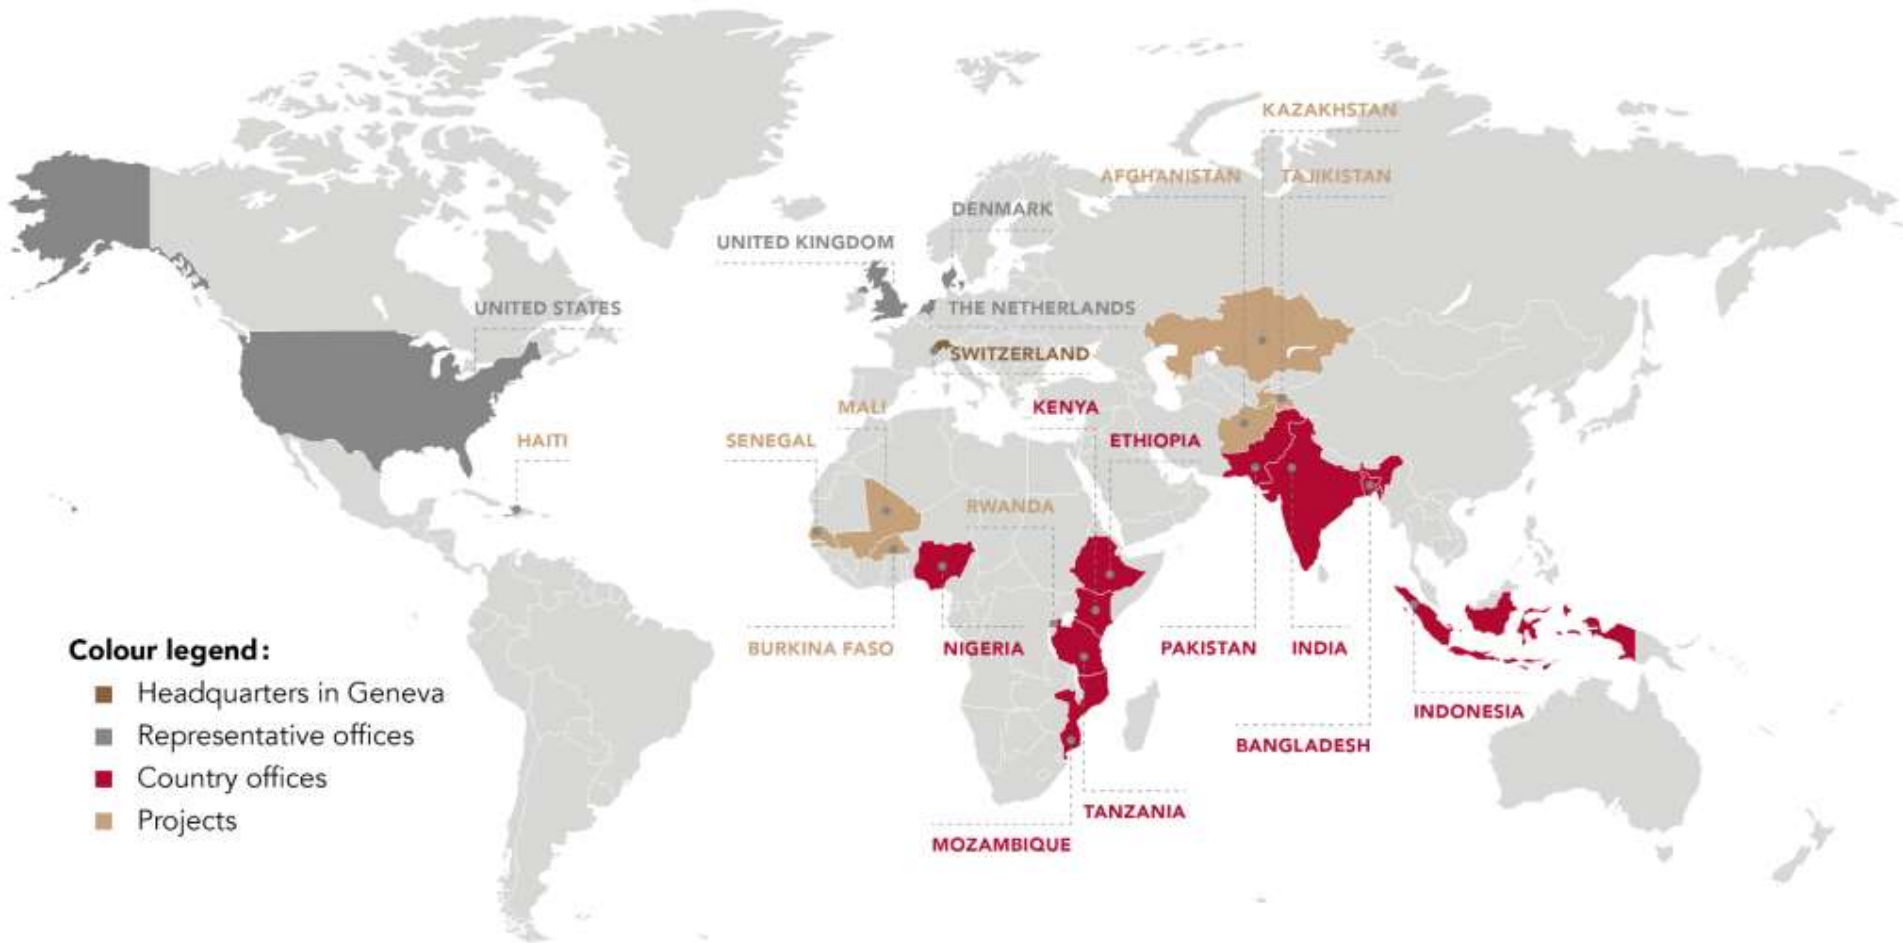 KAZAKHSTAN
AFGHANISTAN
TAJIKISTAN
DENMARK
UNITED KINGDOM
UNITED STATES
THE NETHERLANDS
SWITZERLAND
MALI
KENYA
HAITI
SENEGAL
ETHIOPIA
RWANDA
BURKINA FASO
NIGERIA
PAKISTAN
INDIA
INDONESIA
BANGLADESH
TANZANIA
MOZAMBIQUE
Colour legend:
Headquarters in Geneva
Representative offices
Country offices
Projects